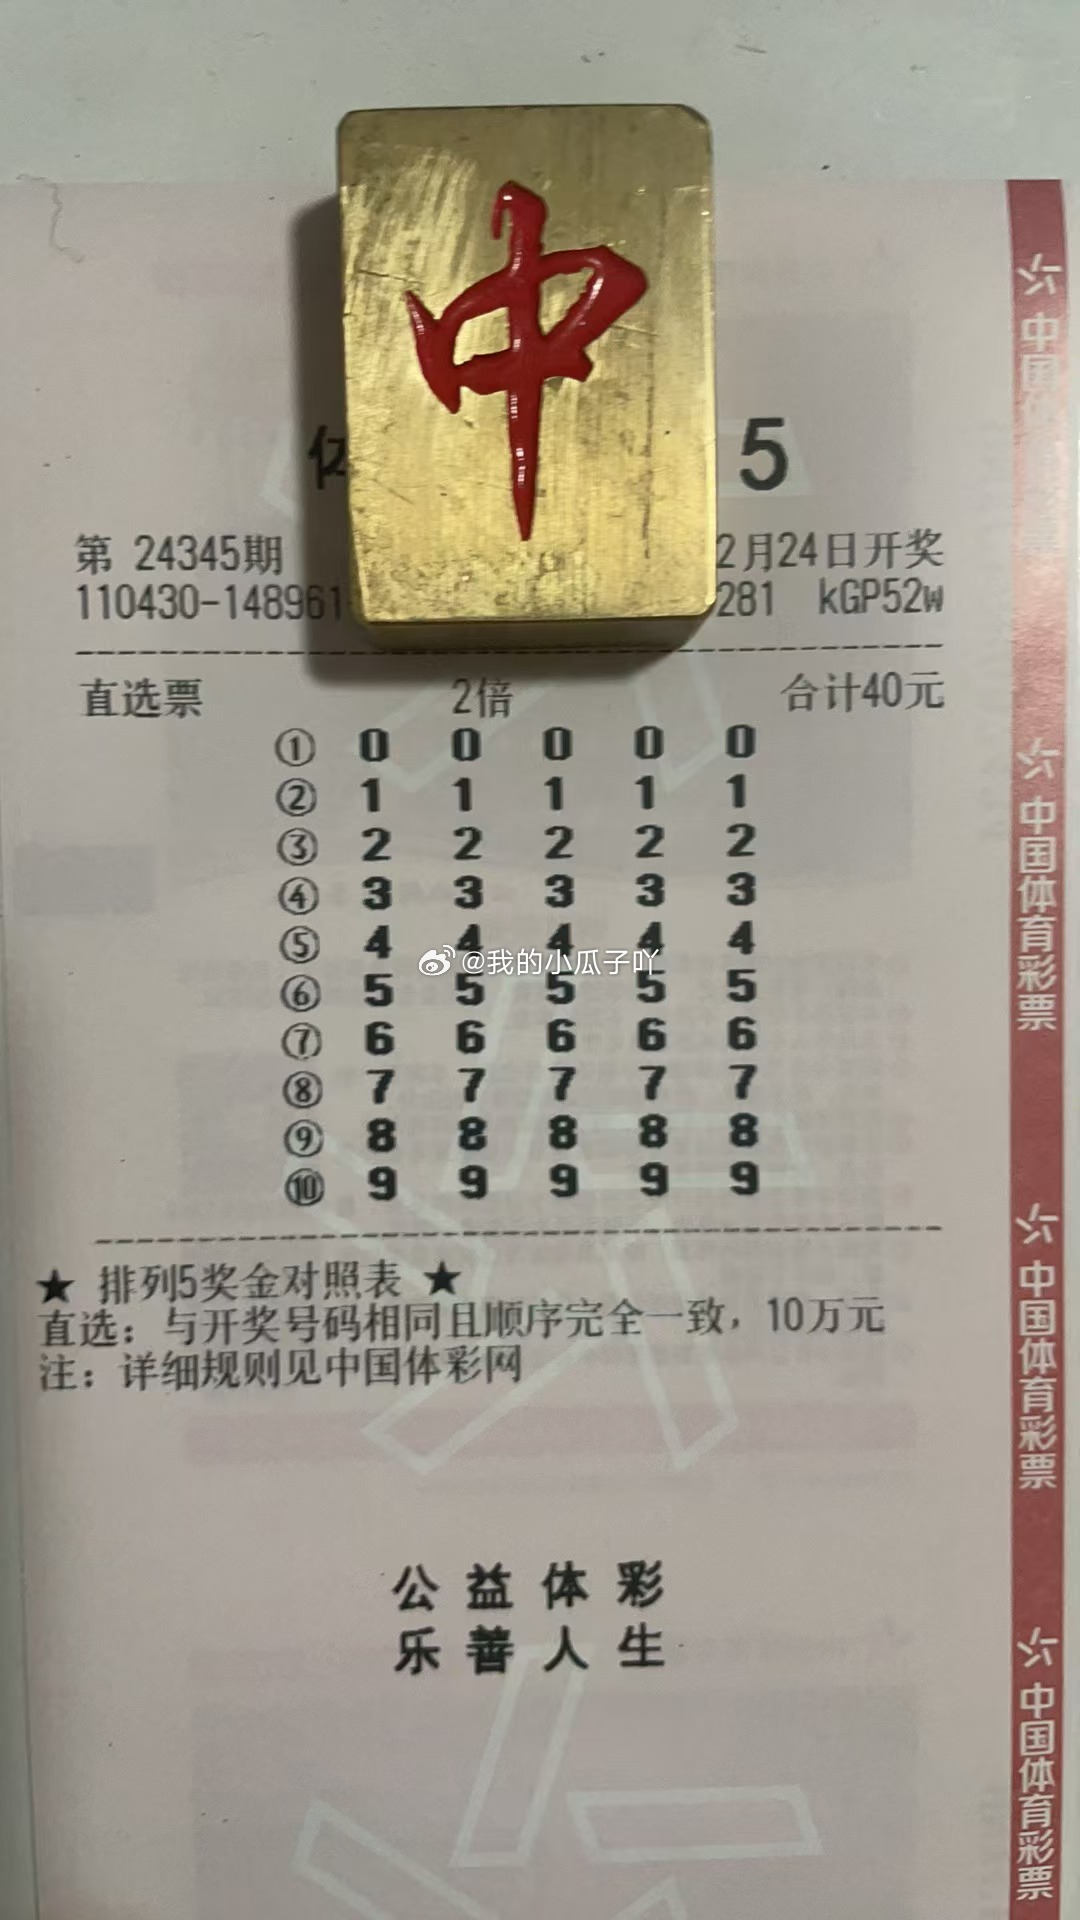 中
5
第 24345期
2月24日开奖
110430-148961
281 kGP52W
直选票 2倍 合计40元
① 0 0 0 0 0
② 1 1 1 1 1
③ 2 2 2 2 2
④ 3 3 3 3 3
⑤ 4 4 4 4 4
@我的小瓜子吖
⑥ 5 5 5 5 5
⑦ 6 6 6 6 6
⑧ 7 7 7 7 7
⑨ 8 8 8 8 8
⑩ 9 9 9 9 9
★ 排列5奖金对照表 ★
直选：与开奖号码相同且顺序完全一致，10万元
注：详细规则见中国体彩网
公益体彩
乐善人生
中国体育彩票
中国体育彩票
中国体育彩票